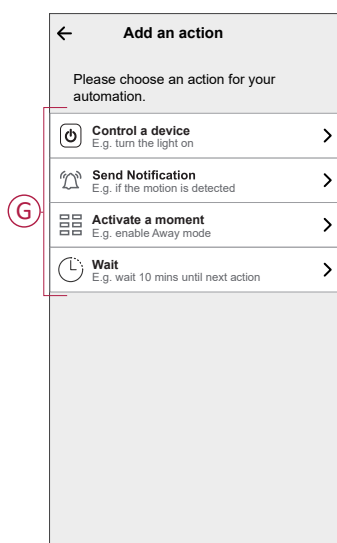 Add an action
Please choose an action for your
automation.
G
Control a device
E.g. turn the light on
Send Notification
E.g. if the motion is detected
Activate a moment
E.g. enable Away mode
Wait
E.g. wait 10 mins until next action